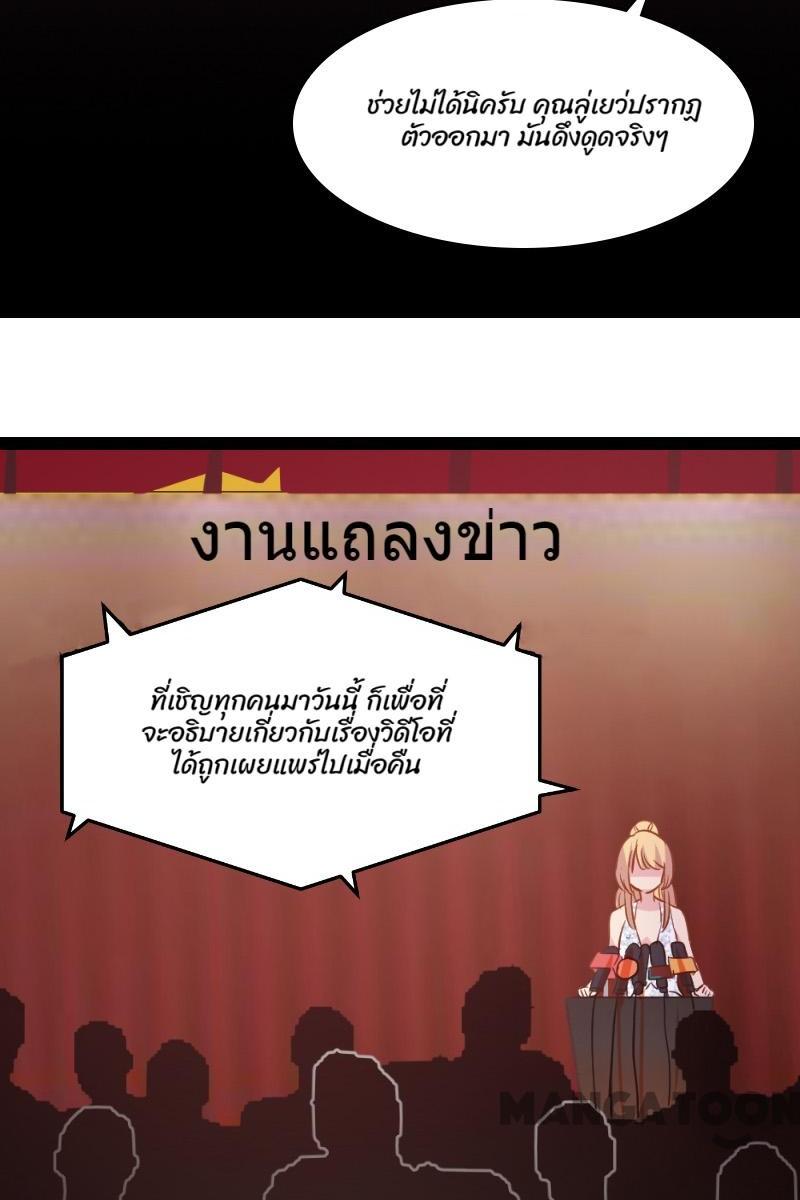 ช่วยไม่ได้นิครับ คุณลู่เยว่ปรากฏ
ตัวออกมา มันดึงดูดจริงๆ
งานแถลงข่าว
ที่เชิญทุกคนมาวันนี้ ก็เพื่อที่
จะอธิบายเกี่ยวกับเรื่องวิดีโอที่
ได้ถูกเผยแพร่ไปเมื่อคืน
MANGATOON